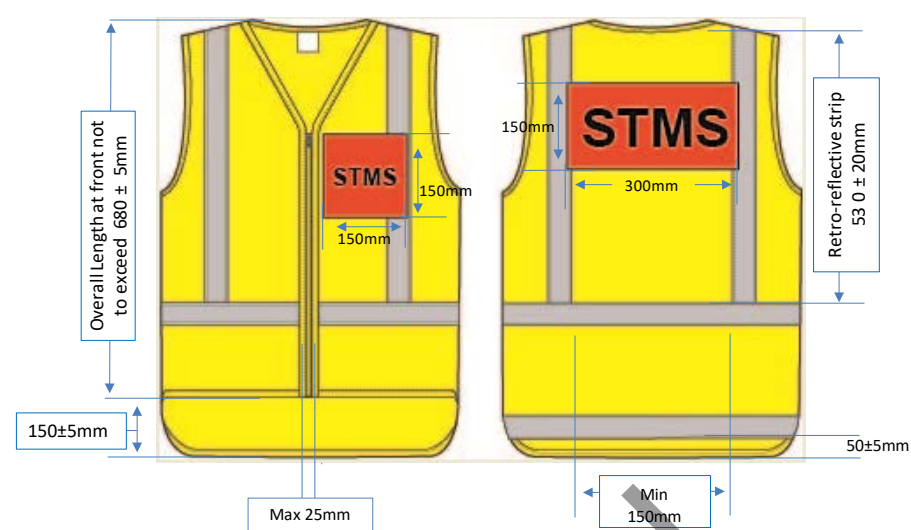 Overall Length at front not
to exceed 680 ± 5mm
STMS
150mm
150mm
150±5mm
Max 25mm
STMS
150mm
300mm
Retro-reflective strip
53 0 ± 20mm
50±5mm
Min
150mm